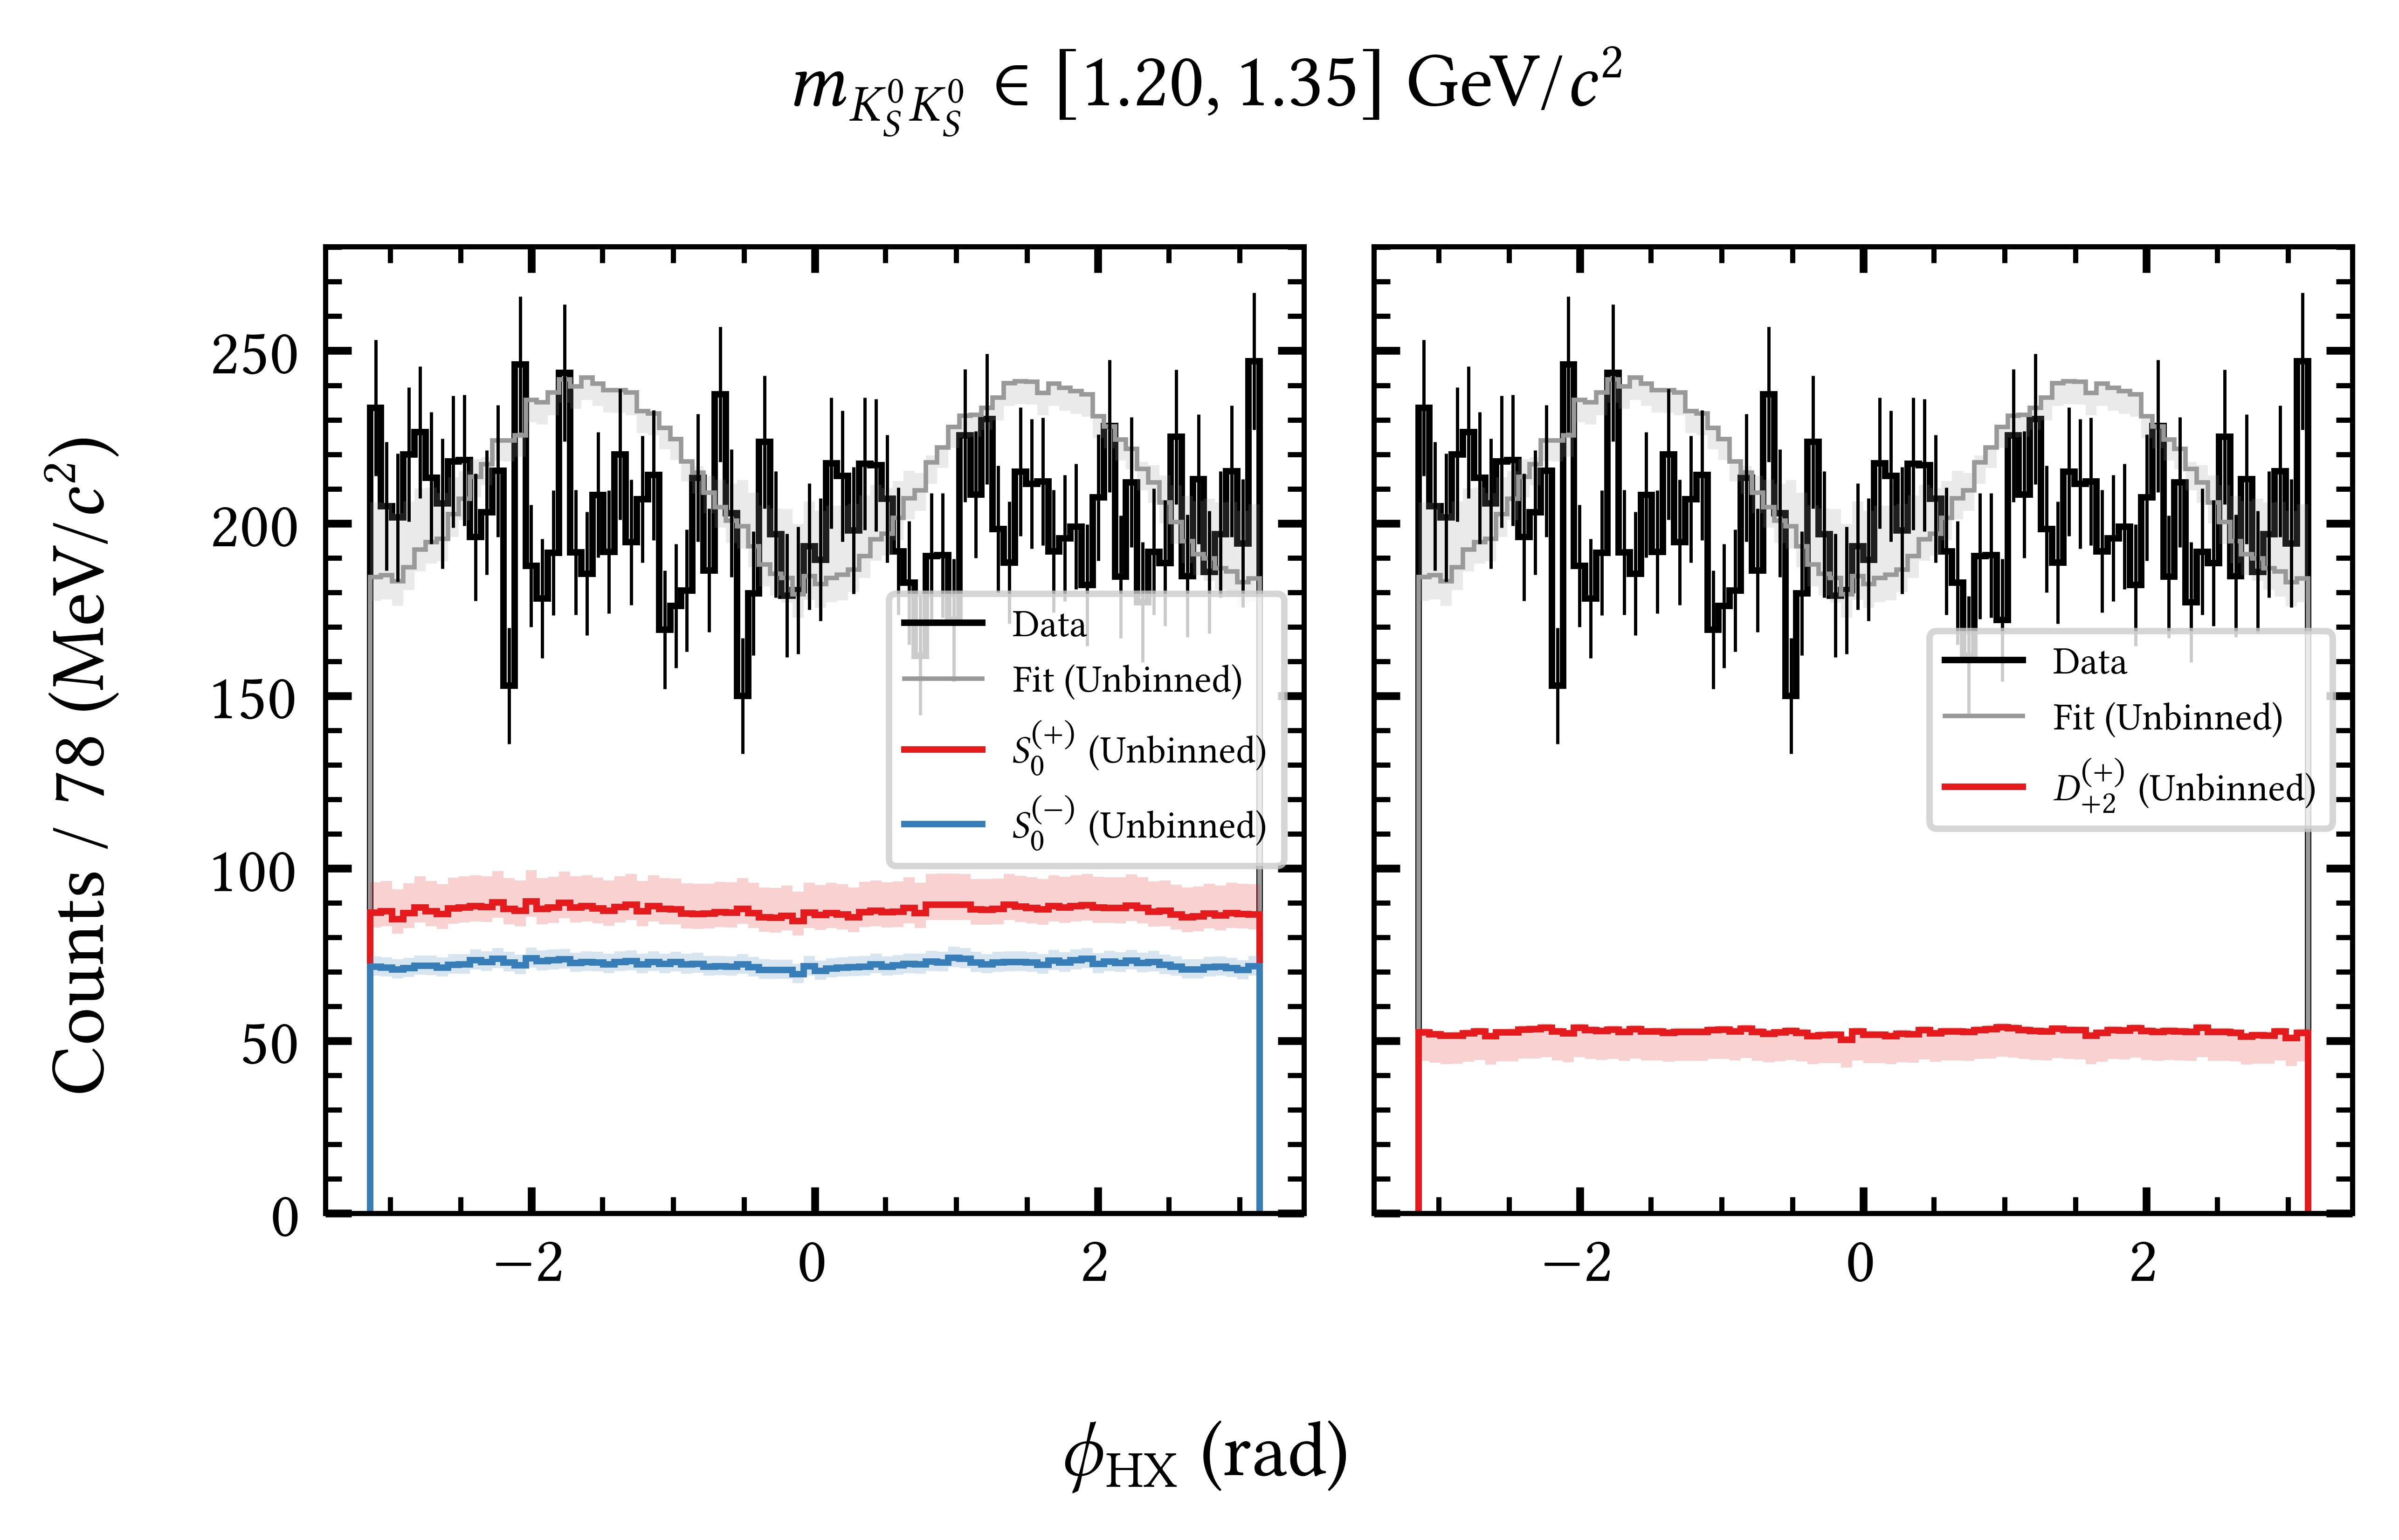 m_{K_S^0 K_S^0} ∈ [1.20, 1.35] GeV/c²
Counts / 78 (MeV/c²)
250
200
150
100
50
0
Data
Fit (Unbinned)
S_0^{(+)} (Unbinned)
S_0^{(−)} (Unbinned)
−2
0
2
Data
Fit (Unbinned)
D_{+2}^{(+)} (Unbinned)
−2
0
2
ϕ_{HX} (rad)